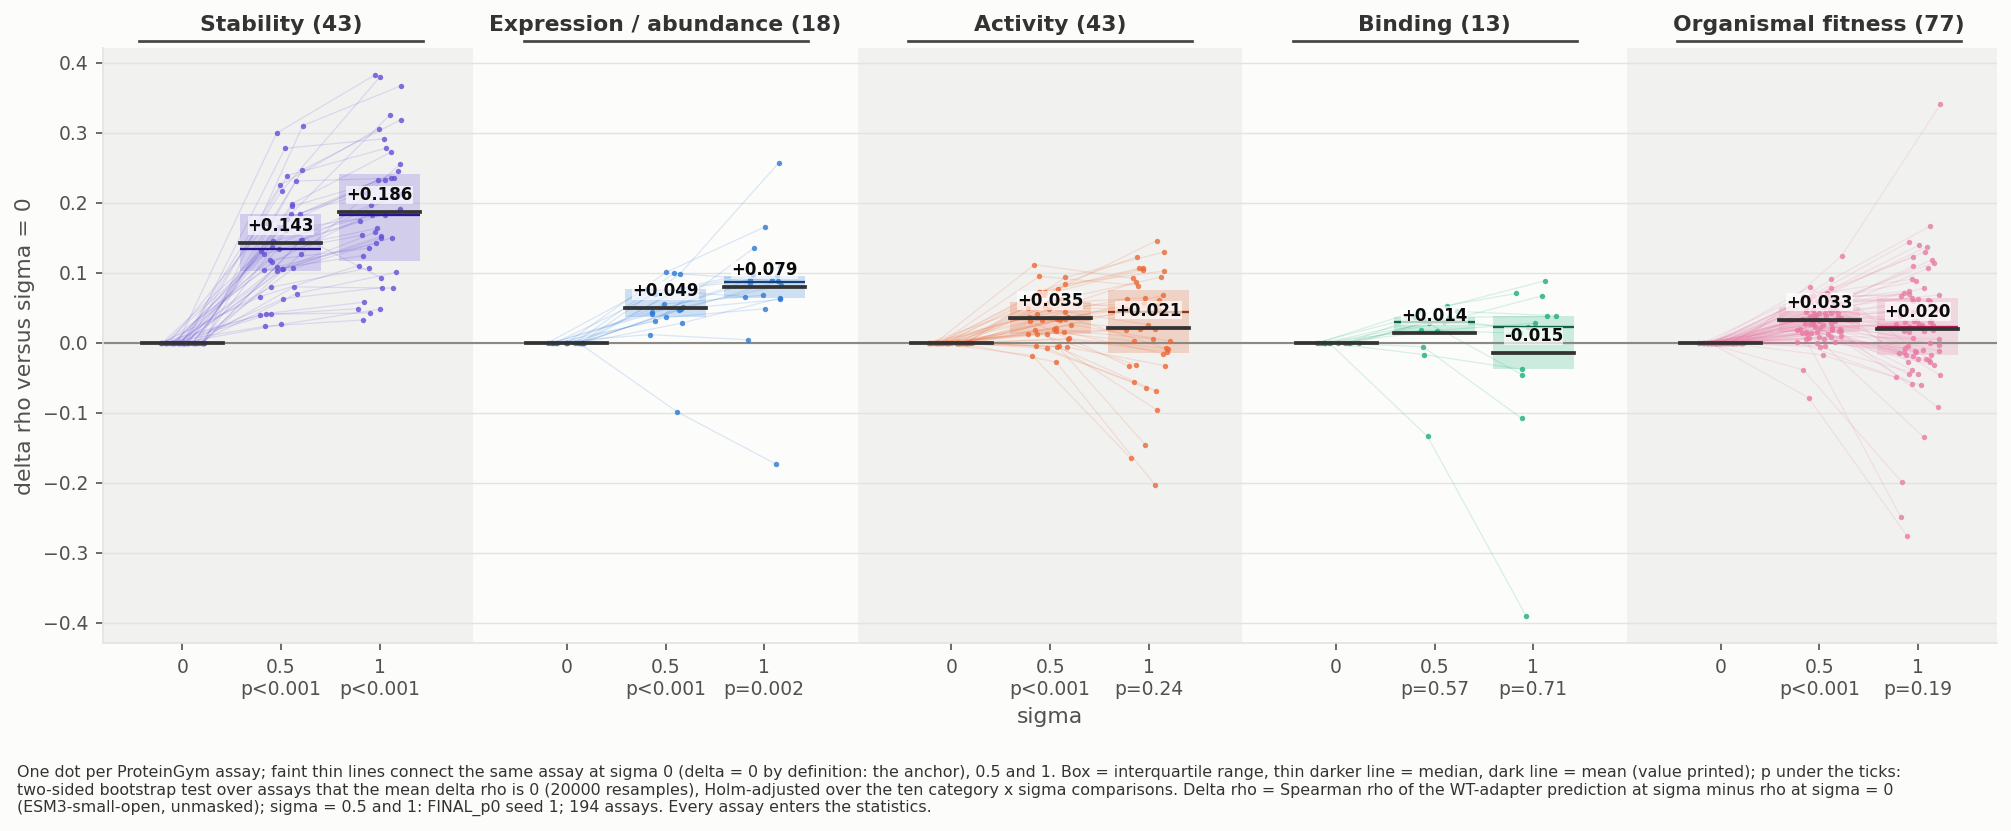 Stability (43)
Expression / abundance (18)
Activity (43)
Binding (13)
Organismal fitness (77)
delta rho versus sigma = 0
0.4
0.3
0.2
0.1
0.0
−0.1
−0.2
−0.3
−0.4
+0.143
+0.186
+0.049
+0.079
+0.035
+0.021
+0.014
-0.015
+0.033
+0.020
0 0.5 1 0 0.5 1 0 0.5 1 0 0.5 1 0 0.5 1
p<0.001 p<0.001 p<0.001 p=0.002 p<0.001 p=0.24 p=0.57 p=0.71 p<0.001 p=0.19
sigma
One dot per ProteinGym assay; faint thin lines connect the same assay at sigma 0 (delta = 0 by definition: the anchor), 0.5 and 1. Box = interquartile range, thin darker line = median, dark line = mean (value printed); p under the ticks:
two-sided bootstrap test over assays that the mean delta rho is 0 (20000 resamples), Holm-adjusted over the ten category x sigma comparisons. Delta rho = Spearman rho of the WT-adapter prediction at sigma minus rho at sigma = 0
(ESM3-small-open, unmasked); sigma = 0.5 and 1: FINAL_p0 seed 1; 194 assays. Every assay enters the statistics.